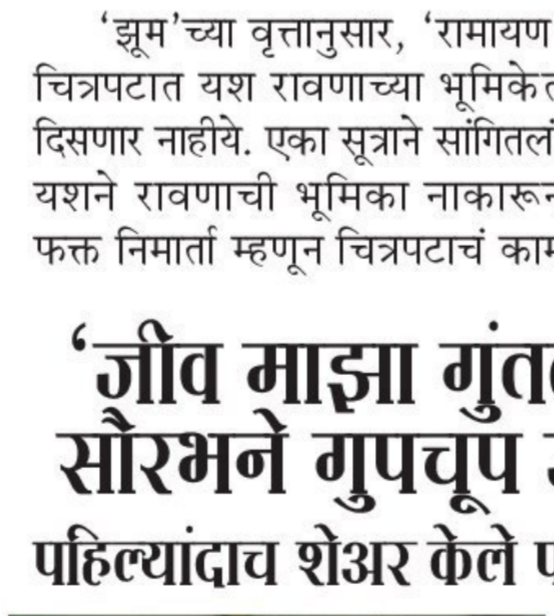 ‘झूम’च्या वृत्तानुसार, ‘रामायण
चित्रपटात यश रावणाच्या भूमिकेत
दिसणार नाहीये. एका सूत्राने सांगितलं
यशने रावणाची भूमिका नाकारून
फक्त निमार्ता म्हणून चित्रपटाचं काम
‘जीव माझा गुंत
सौरभने गुपचूप
पहिल्यांदाच शेअर केले